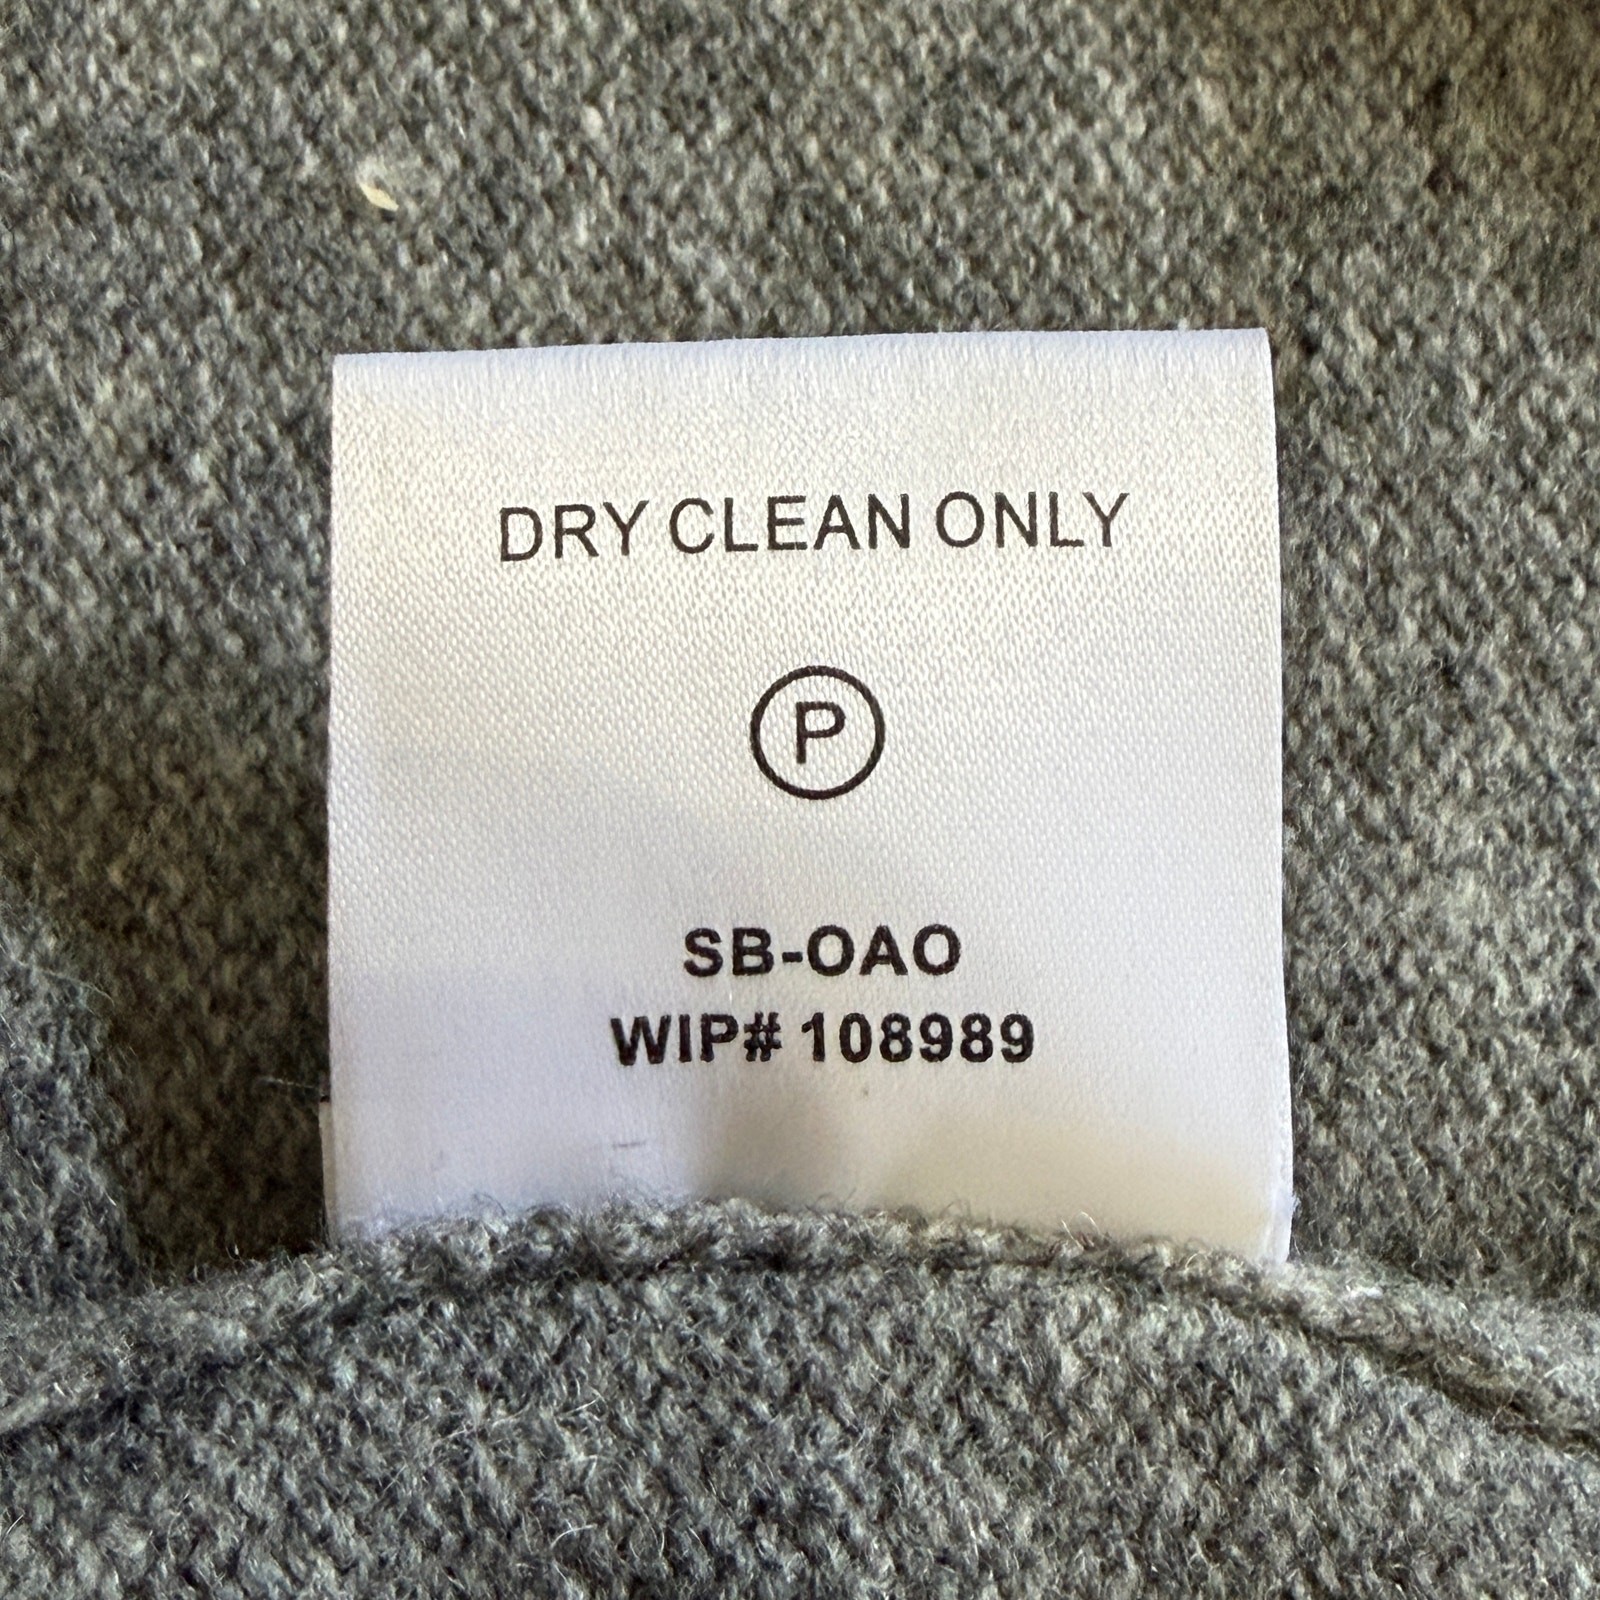 DRY CLEAN ONLY
P
SB-OAO
WIP# 108989